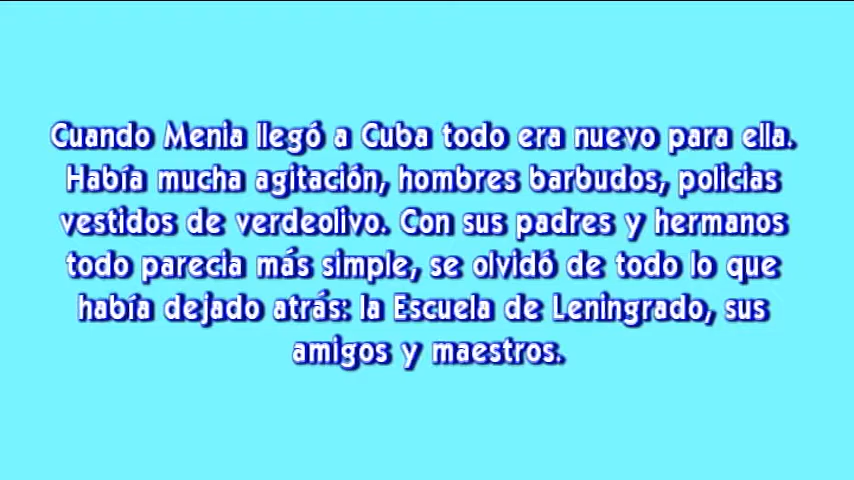 Cuando Menia llegó a Cuba todo era nuevo para ella.
Había mucha agitación, hombres barbudos, policias
vestidos de verdeolivo. Con sus padres y hermanos
todo parecia más simple, se olvidó de todo lo que
había dejado atrás: la Escuela de Leningrado, sus
amigos y maestros.